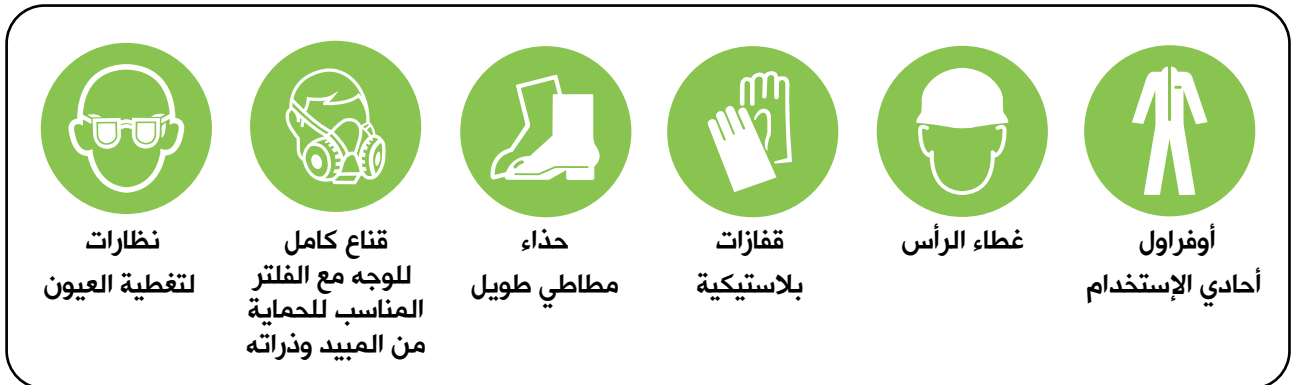 أوفراول
أحادي الإستخدام
غطاء الرأس
قفازات
بلاستيكية
حذاء
مطاطي طويل
قناع كامل
للوجه مع الفلتر
المناسب للحماية
من المبيد وذراته
نظارات
لتغطية العيون